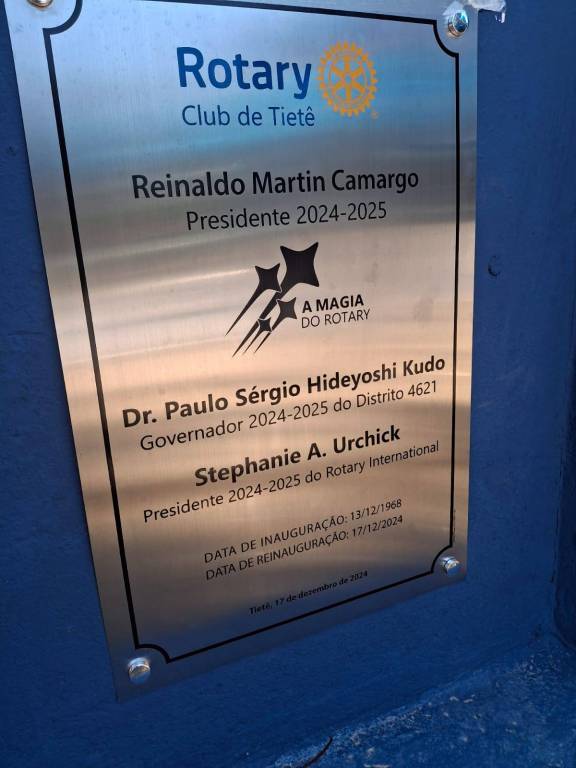 Rotary
Club de Tietê
Reinaldo Martin Camargo
Presidente 2024-2025
A MAGIA
DO ROTARY
Dr. Paulo Sérgio Hideyoshi Kudo
Governador 2024-2025 do Distrito 4621
Stephanie A. Urchick
Presidente 2024-2025 do Rotary International
DATA DE INAUGURAÇÃO: 13/12/1968
DATA DE REINAUGURAÇÃO: 17/12/2024
Tietê, 17 de dezembro de 2024